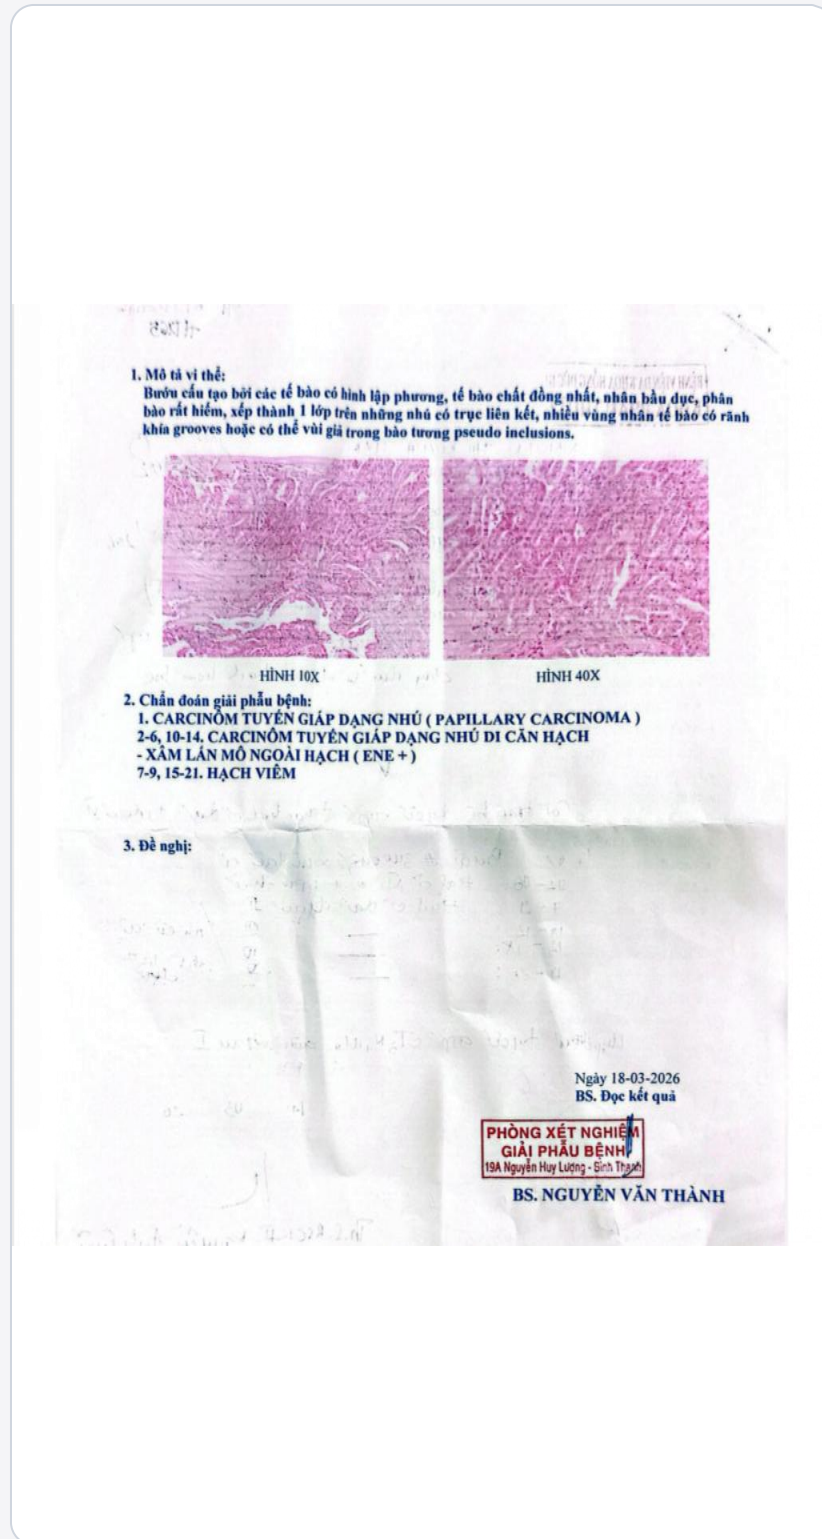 1. Mô tả vi thể:
Bướu cấu tạo bởi các tế bào có hình lập phương, tế bào chất đồng nhất, nhân bầu dục, phân
bào rất hiếm, xếp thành 1 lớp trên những nhú có trục liên kết, nhiều vùng nhân tế bào có rãnh
khía grooves hoặc có thể vùi giả trong bào tương pseudo inclusions.
HÌNH 10X
HÌNH 40X
2. Chẩn đoán giải phẫu bệnh:
1. CARCINÔM TUYẾN GIÁP DẠNG NHÚ ( PAPILLARY CARCINOMA )
2-6, 10-14. CARCINÔM TUYẾN GIÁP DẠNG NHÚ DI CĂN HẠCH
- XÂM LẤN MÔ NGOÀI HẠCH ( ENE + )
7-9, 15-21. HẠCH VIÊM
3. Đề nghị:
Ngày 18-03-2026
BS. Đọc kết quả
PHÒNG XÉT NGHIỆM
GIẢI PHẪU BỆNH
19A Nguyễn Huy Lượng - Bình Thạnh
BS. NGUYỄN VĂN THÀNH